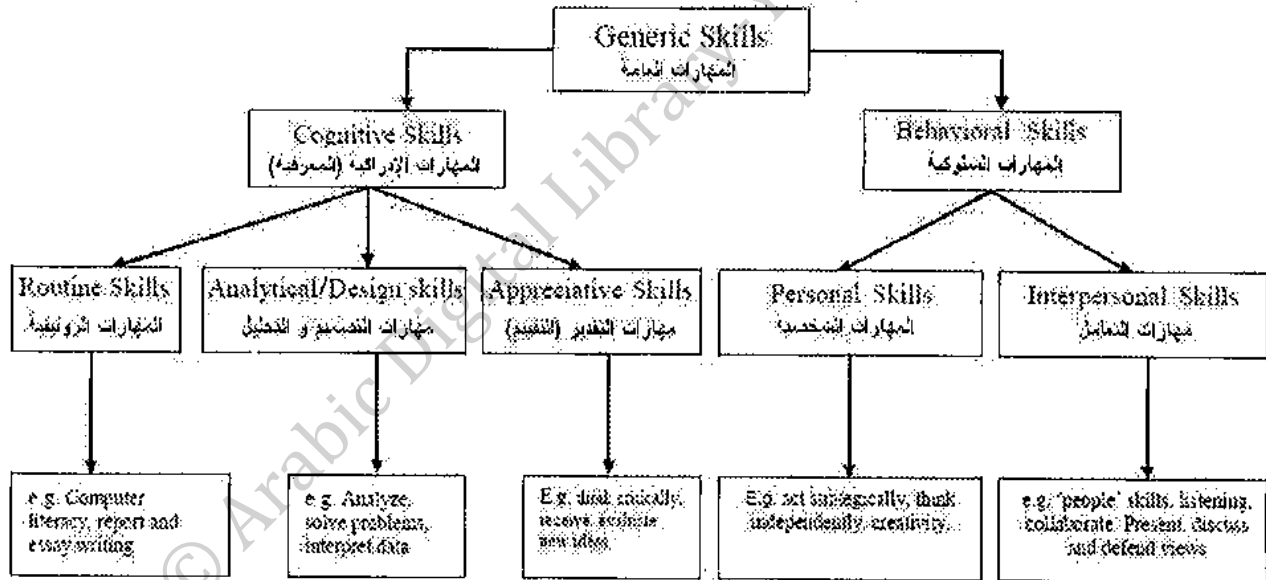 Generic Skills
المهارات العامة
Cognitive Skills
المهارات الإدراكية (المعرفية)
Behavioral Skills
المهارات السلوكية
Routine Skills
المهارات الروتينية
Analytical/Design skills
مهارات التصميم و التحليل
Appreciative Skills
مهارات التقدير (التقييم)
Personal Skills
المهارات الشخصية
Interpersonal Skills
مهارات التعامل
e.g. Computer
literacy, report and
essay writing
e.g. Analyze,
solve problems,
interpret data
E.g. think critically,
receive, evaluate
new ideas
E.g. act strategically, think
independently, creativity.
e.g. 'people' skills, listening,
collaborate. Present, discuss
and defend views
© Arabic Digital Library